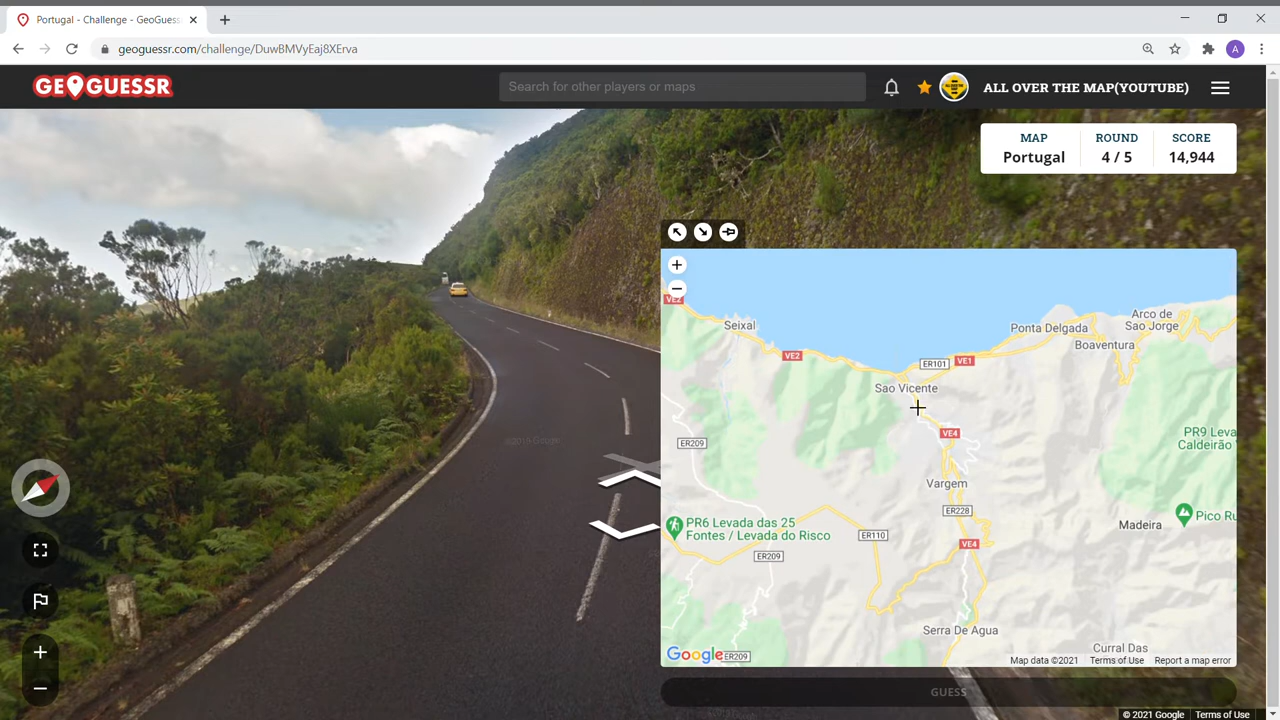 Portugal - Challenge - GeoGuess
geoguessr.com/challenge/DuwBMVyEaj8XErva
A
GEOGUESSR
Search for other players or maps
ALL OVER THE MAP(YOUTUBE)
MAP
ROUND
SCORE
Portugal
4 / 5
14,944
VE2
Seixal
Arco de
Sao Jorge
Ponta Delgada
Boaventura
VE2
ER101
VE1
Sao Vicente
VE4
ER209
PR9 Leva
Caldeirão
Vargem
ER228
PR6 Levada das 25
Fontes / Levada do Risco
ER110
Madeira
Pico Ru
ER209
VE4
Serra De Agua
Curral Das
Google
ER209
Map data ©2021
Terms of Use
Report a map error
GUESS
© 2021 Google
Terms of Use